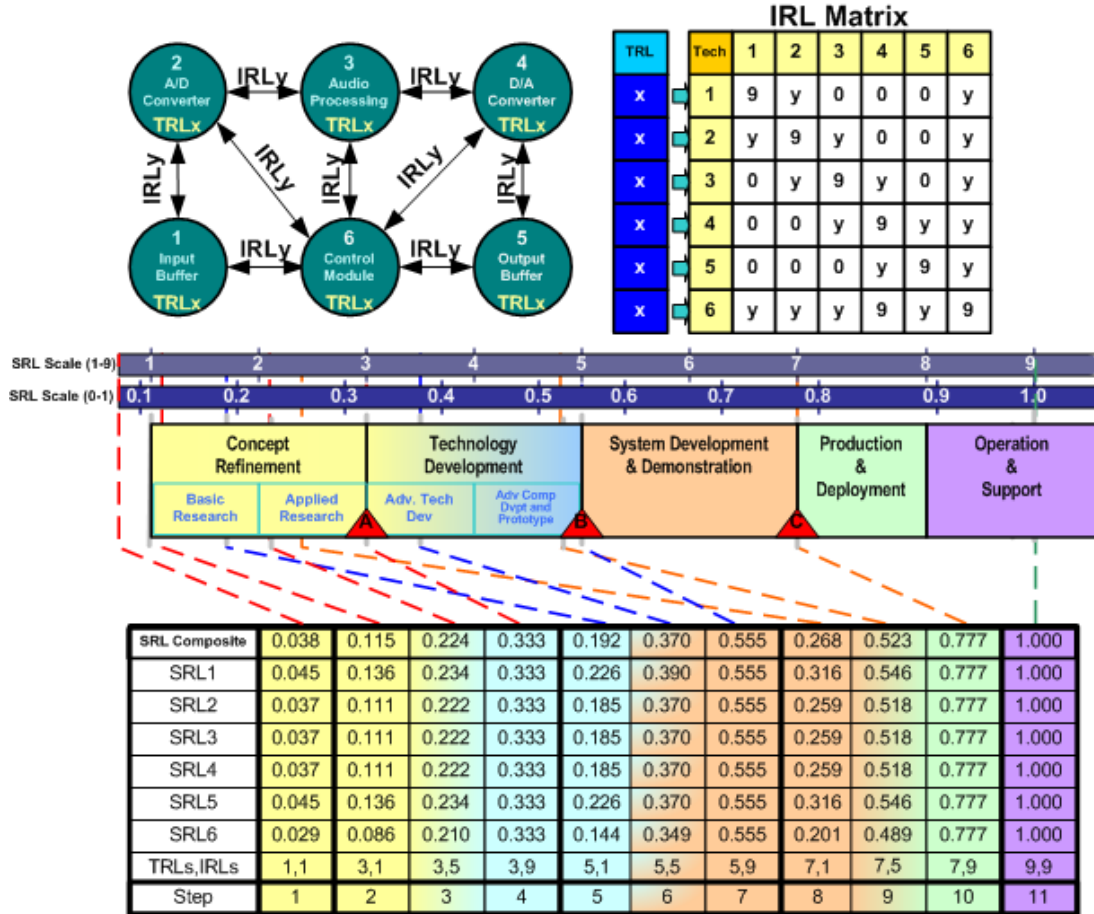 IRL Matrix
2
A/D
Converter
TRLx
IRLy
3
Audio
Processing
TRLx
IRLy
4
D/A
Converter
TRLx
IRLy
IRLy
IRLy
IRLy
IRLy
1
Input
Buffer
TRLx
IRLy
6
Control
Module
TRLx
IRLy
5
Output
Buffer
TRLx
TRL Tech 1 2 3 4 5 6
x 1 9 y 0 0 0 y
x 2 y 9 y 0 0 y
x 3 0 y 9 y 0 y
x 4 0 0 y 9 y y
x 5 0 0 0 y 9 y
x 6 y y y 9 y 9
SRL Scale (1-9) 1 2 3 4 5 6 7 8 9
SRL Scale (0-1) 0.1 0.2 0.3 0.4 0.5 0.6 0.7 0.8 0.9 1.0
Concept
Refinement
Basic
Research
Applied
Research
A
Technology
Development
Adv. Tech
Dev
Adv Comp
Dvpt and
Prototype
B
System Development
& Demonstration
C
Production
&
Deployment
Operation
&
Support
SRL Composite 0.038 0.115 0.224 0.333 0.192 0.370 0.555 0.268 0.523 0.777 1.000
SRL1 0.045 0.136 0.234 0.333 0.226 0.390 0.555 0.316 0.546 0.777 1.000
SRL2 0.037 0.111 0.222 0.333 0.185 0.370 0.555 0.259 0.518 0.777 1.000
SRL3 0.037 0.111 0.222 0.333 0.185 0.370 0.555 0.259 0.518 0.777 1.000
SRL4 0.037 0.111 0.222 0.333 0.185 0.370 0.555 0.259 0.518 0.777 1.000
SRL5 0.045 0.136 0.234 0.333 0.226 0.370 0.555 0.316 0.546 0.777 1.000
SRL6 0.029 0.086 0.210 0.333 0.144 0.349 0.555 0.201 0.489 0.777 1.000
TRLs,IRLs 1,1 3,1 3,5 3,9 5,1 5,5 5,9 7,1 7,5 7,9 9,9
Step 1 2 3 4 5 6 7 8 9 10 11